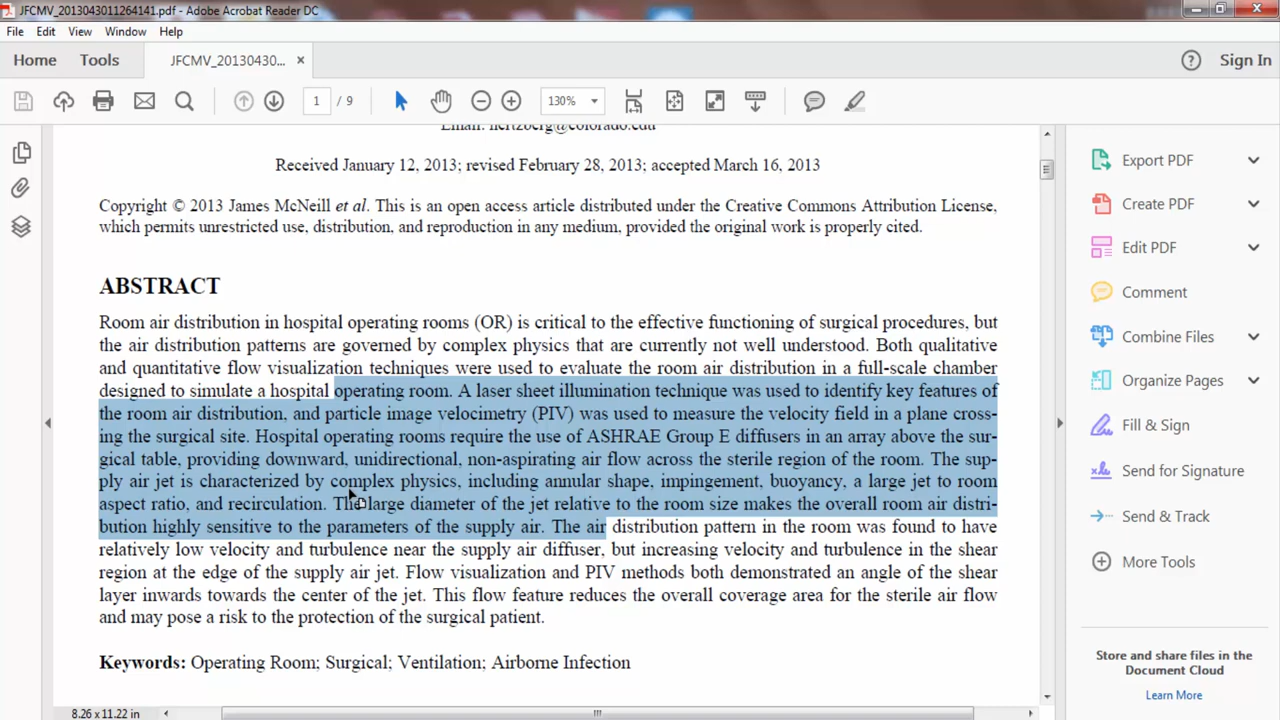 JFCMV_2013043011264141.pdf - Adobe Acrobat Reader DC
File Edit View Window Help
Home Tools JFCMV_20130430... × Sign In
1 / 9 130%
Email: hertzberg@colorado.edu
Received January 12, 2013; revised February 28, 2013; accepted March 16, 2013
Copyright © 2013 James McNeill et al. This is an open access article distributed under the Creative Commons Attribution License,
which permits unrestricted use, distribution, and reproduction in any medium, provided the original work is properly cited.
ABSTRACT
Room air distribution in hospital operating rooms (OR) is critical to the effective functioning of surgical procedures, but
the air distribution patterns are governed by complex physics that are currently not well understood. Both qualitative
and quantitative flow visualization techniques were used to evaluate the room air distribution in a full-scale chamber
designed to simulate a hospital operating room. A laser sheet illumination technique was used to identify key features of
the room air distribution, and particle image velocimetry (PIV) was used to measure the velocity field in a plane cross-
ing the surgical site. Hospital operating rooms require the use of ASHRAE Group E diffusers in an array above the sur-
gical table, providing downward, unidirectional, non-aspirating air flow across the sterile region of the room. The sup-
ply air jet is characterized by complex physics, including annular shape, impingement, buoyancy, a large jet to room
aspect ratio, and recirculation. The large diameter of the jet relative to the room size makes the overall room air distri-
bution highly sensitive to the parameters of the supply air. The air distribution pattern in the room was found to have
relatively low velocity and turbulence near the supply air diffuser, but increasing velocity and turbulence in the shear
region at the edge of the supply air jet. Flow visualization and PIV methods both demonstrated an angle of the shear
layer inwards towards the center of the jet. This flow feature reduces the overall coverage area for the sterile air flow
and may pose a risk to the protection of the surgical patient.
Keywords: Operating Room; Surgical; Ventilation; Airborne Infection
8.26 x 11.22 in
Export PDF
Create PDF
Edit PDF
Comment
Combine Files
Organize Pages
Fill & Sign
Send for Signature
Send & Track
More Tools
Store and share files in the
Document Cloud
Learn More